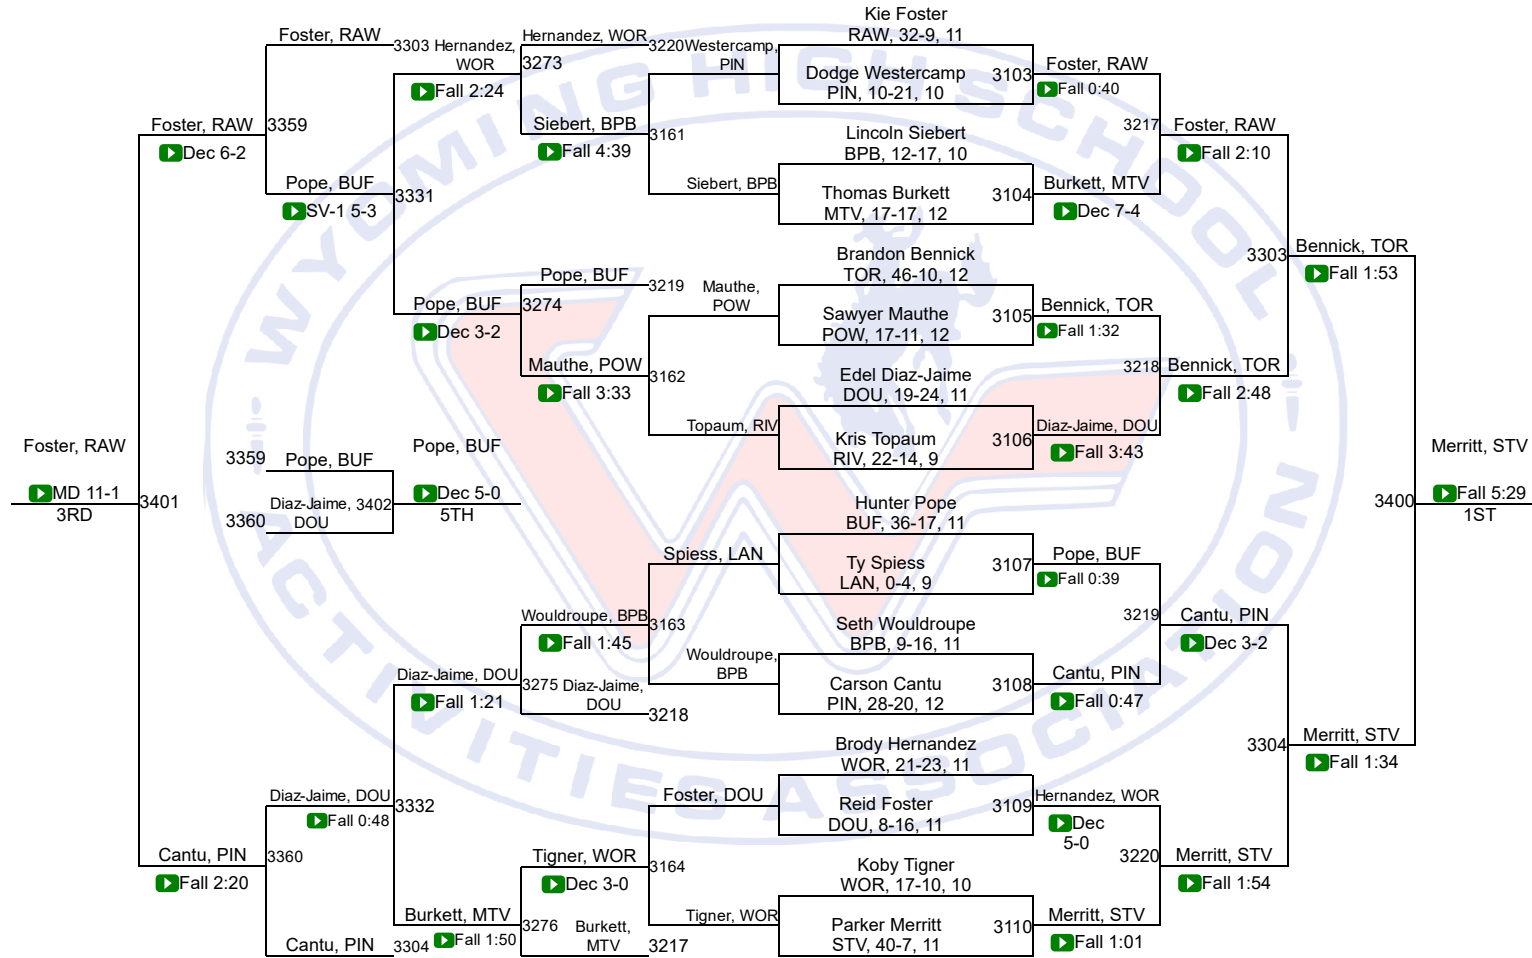 Kie Foster
RAW, 32-9, 11
Foster, RAW
3303
Hernandez,
WOR
Hernandez, WOR
3220
Westercamp,
PIN
Dodge Westercamp
PIN, 10-21, 10
3103
Foster, RAW
Fall 0:40
3273
Fall 2:24
Foster, RAW
Dec 6-2
3359
Siebert, BPB
Fall 4:39
3161
Lincoln Siebert
BPB, 12-17, 10
3217
Foster, RAW
Fall 2:10
Pope, BUF
SV-1 5-3
3331
Siebert, BPB
Thomas Burkett
MTV, 17-17, 12
3104
Burkett, MTV
Dec 7-4
Brandon Bennick
TOR, 46-10, 12
3303
Bennick, TOR
Fall 1:53
Pope, BUF
3219
Mauthe,
POW
Pope, BUF
Dec 3-2
3274
Sawyer Mauthe
POW, 17-11, 12
3105
Bennick, TOR
Fall 1:32
Mauthe, POW
Fall 3:33
3162
Edel Diaz-Jaime
DOU, 19-24, 11
3218
Bennick, TOR
Fall 2:48
Topaum, RIV
Kris Topaum
RIV, 22-14, 9
3106
Diaz-Jaime, DOU
Fall 3:43
Foster, RAW
MD 11-1
3RD
3401
3359
Pope, BUF
Pope, BUF
Diaz-Jaime,
DOU
3402
3360
Dec 5-0
5TH
Merritt, STV
3400
Fall 5:29
1ST
Hunter Pope
BUF, 36-17, 11
Spiess, LAN
Ty Spiess
LAN, 0-4, 9
3107
Pope, BUF
Fall 0:39
Wouldroupe, BPB
Fall 1:45
3163
Seth Wouldroupe
BPB, 9-16, 11
3219
Cantu, PIN
Dec 3-2
Wouldroupe,
BPB
Carson Cantu
PIN, 28-20, 12
3108
Cantu, PIN
Fall 0:47
Diaz-Jaime, DOU
Fall 1:21
3275
Diaz-Jaime,
DOU
3218
Brody Hernandez
WOR, 21-23, 11
3304
Merritt, STV
Fall 1:34
Diaz-Jaime, DOU
Fall 0:48
3332
Foster, DOU
Reid Foster
DOU, 8-16, 11
3109
Hernandez, WOR
Dec
5-0
Cantu, PIN
Fall 2:20
3360
Tigner, WOR
Dec 3-0
3164
Koby Tigner
WOR, 17-10, 10
3220
Merritt, STV
Fall 1:54
Burkett, MTV
Fall 1:50
3276
Burkett,
MTV
3217
Tigner, WOR
Parker Merritt
STV, 40-7, 11
3110
Merritt, STV
Fall 1:01
Cantu, PIN
3304
WYOMING HIGH SCHOOL
ACTIVITIES ASSOCIATION